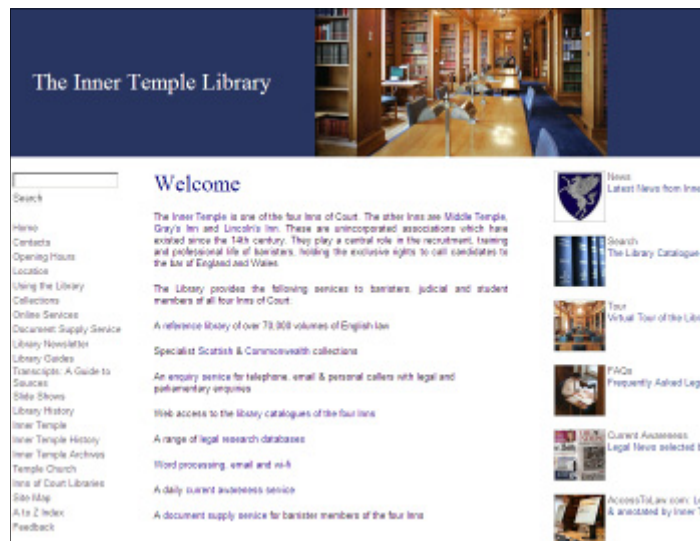 The Inner Temple Library
Search
Home
Contacts
Opening Hours
Location
Using the Library
Collections
Online Services
Document Supply Service
Library Newsletter
Library Guides
Transcripts: A Guide to
Sources
Slide Shows
Library History
Inner Temple
Inner Temple History
Inner Temple Archives
Temple Church
Inns of Court Libraries
Site Map
A to Z Index
Feedback
Welcome
The Inner Temple is one of the four Inns of Court. The other Inns are Middle Temple,
Gray's Inn and Lincoln's Inn. These are unincorporated associations which have
existed since the 14th century. They play a central role in the recruitment, training
and professional life of barristers, holding the exclusive rights to call candidates to
the bar of England and Wales.
The Library provides the following services to barristers, judicial and student
members of all four Inns of Court:
A reference library of over 70,000 volumes of English law
Specialist Scottish & Commonwealth collections
An enquiry service for telephone, email & personal callers with legal and
parliamentary enquiries
Web access to the library catalogues of the four Inns
A range of legal research databases
Word processing, email and wi-fi
A daily current awareness service
A document supply service for barrister members of the four Inns
News
Latest News from Inne
Search
The Library Catalogue
Tour
Virtual Tour of the Libr
FAQs
Frequently Asked Leg
Current Awareness
Legal News selected b
AccessToLaw.com: Le
& annotated by Inner T